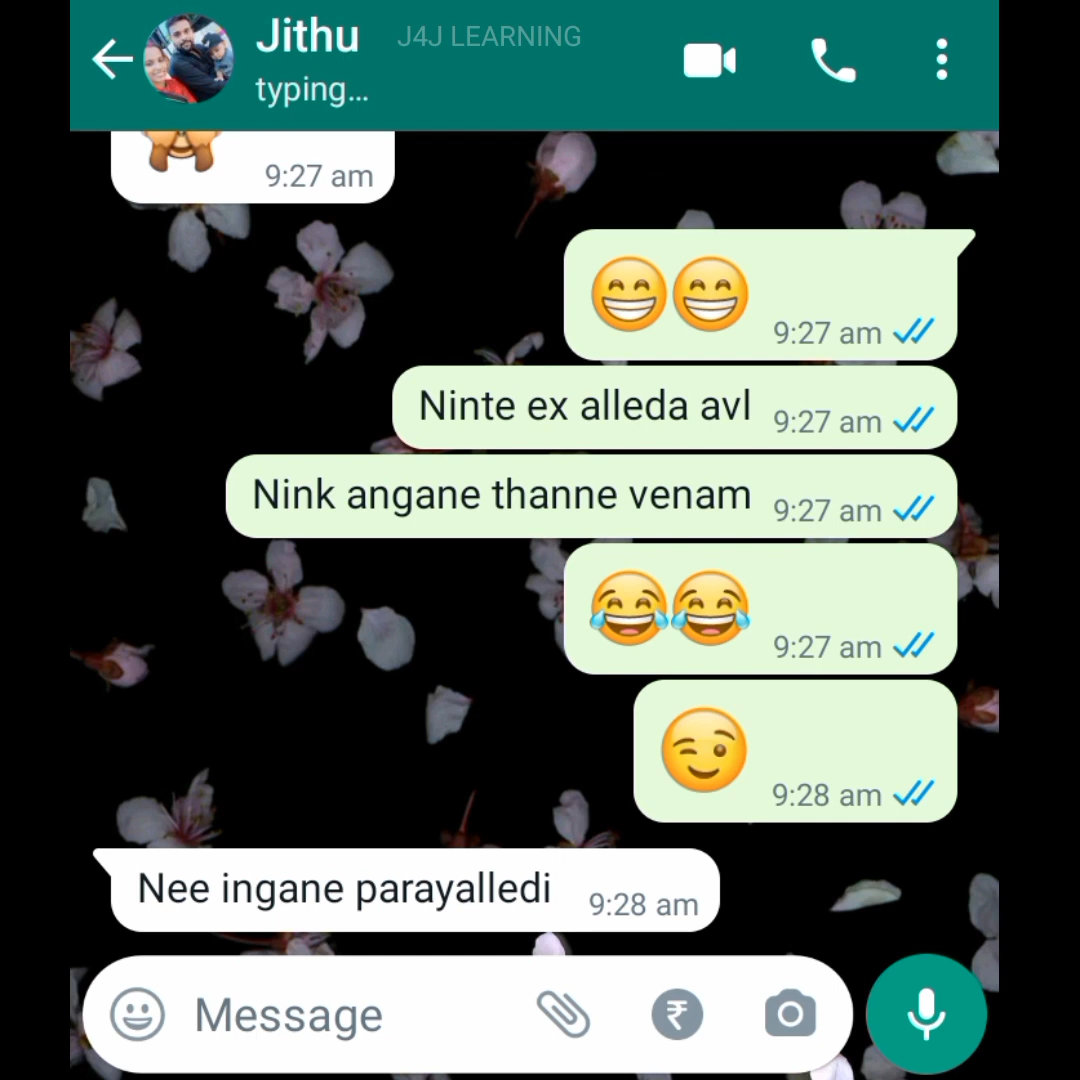 Jithu J4J LEARNING
typing...
9:27 am
😁😁 9:27 am
Ninte ex alleda avl 9:27 am
Nink angane thanne venam 9:27 am
😂😂 9:27 am
😉 9:28 am
Nee ingane parayalledi 9:28 am
Message ₹